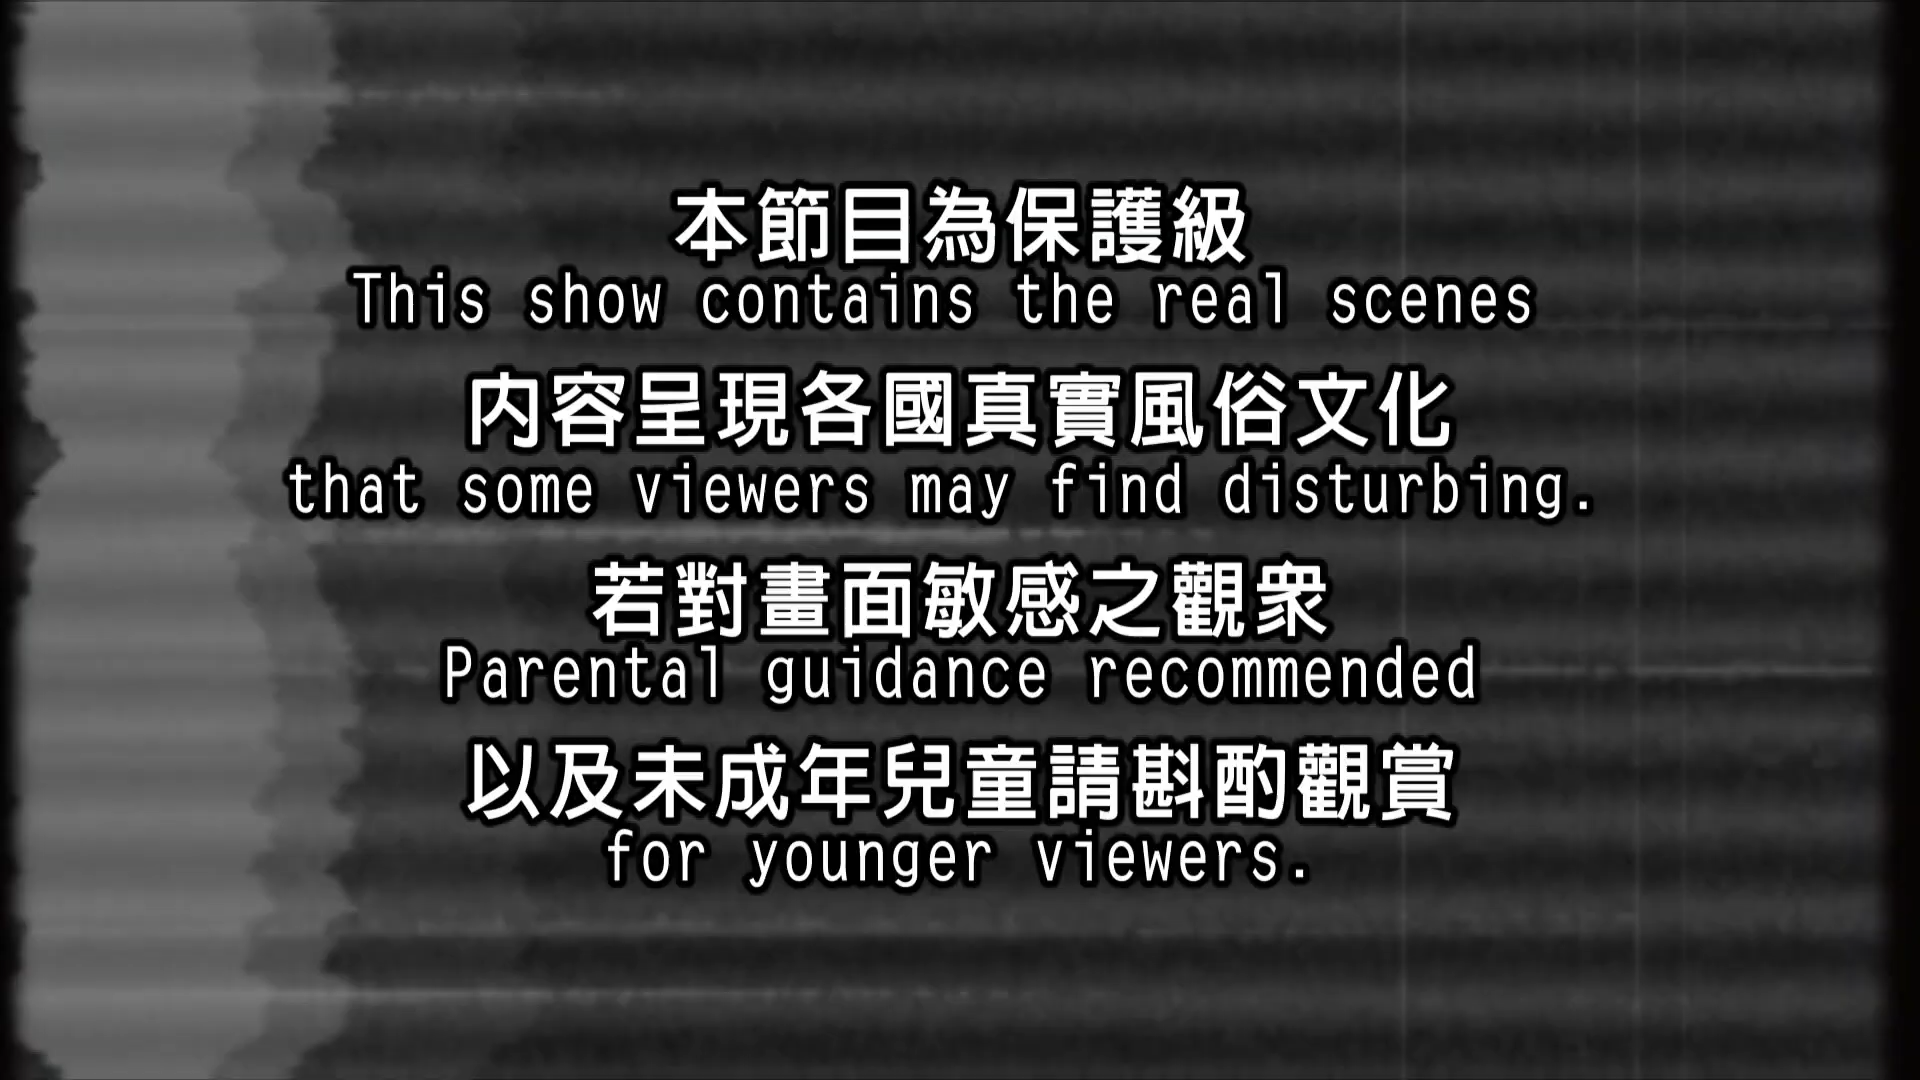 本節目為保護級
This show contains the real scenes
內容呈現各國真實風俗文化
that some viewers may find disturbing.
若對畫面敏感之觀眾
Parental guidance recommended
以及未成年兒童請斟酌觀賞
for younger viewers.